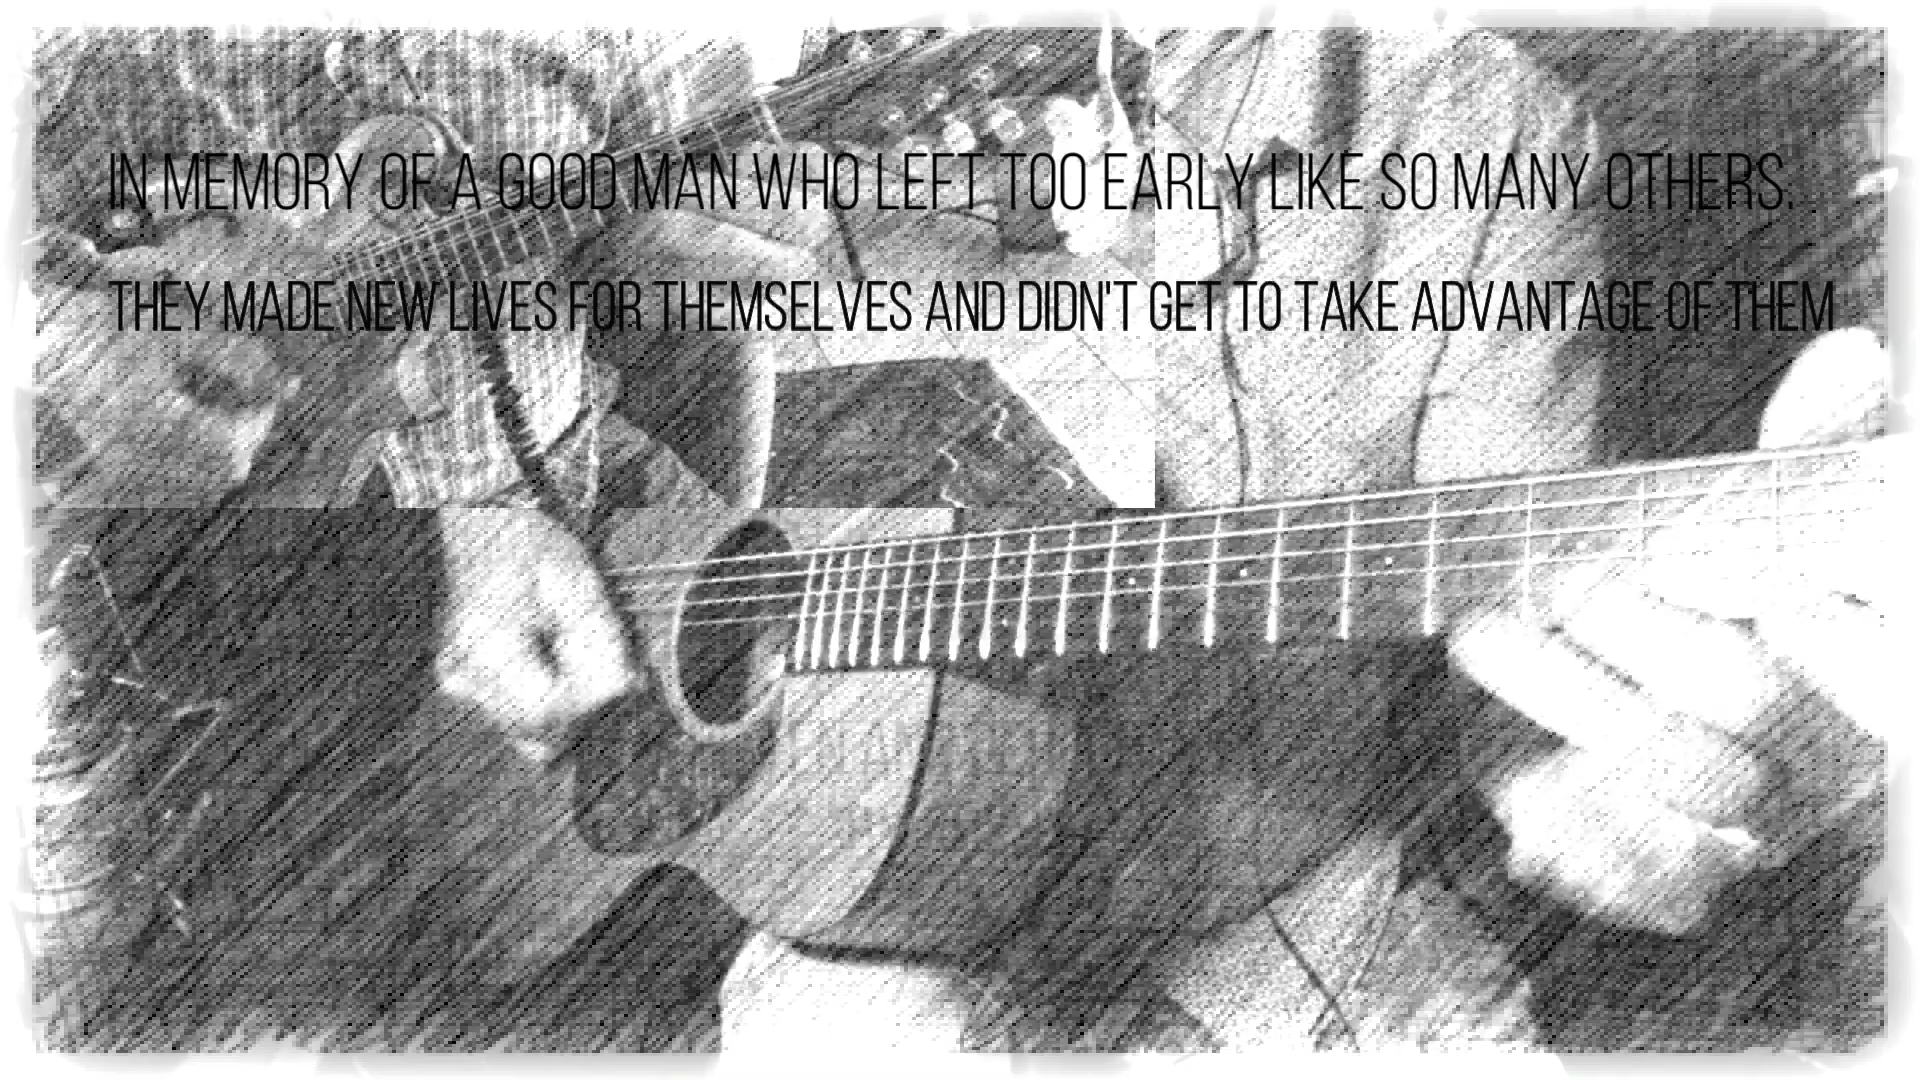 IN MEMORY OF A GOOD MAN WHO LEFT TOO EARLY LIKE SO MANY OTHERS.
THEY MADE NEW LIVES FOR THEMSELVES AND DIDN'T GET TO TAKE ADVANTAGE OF THEM